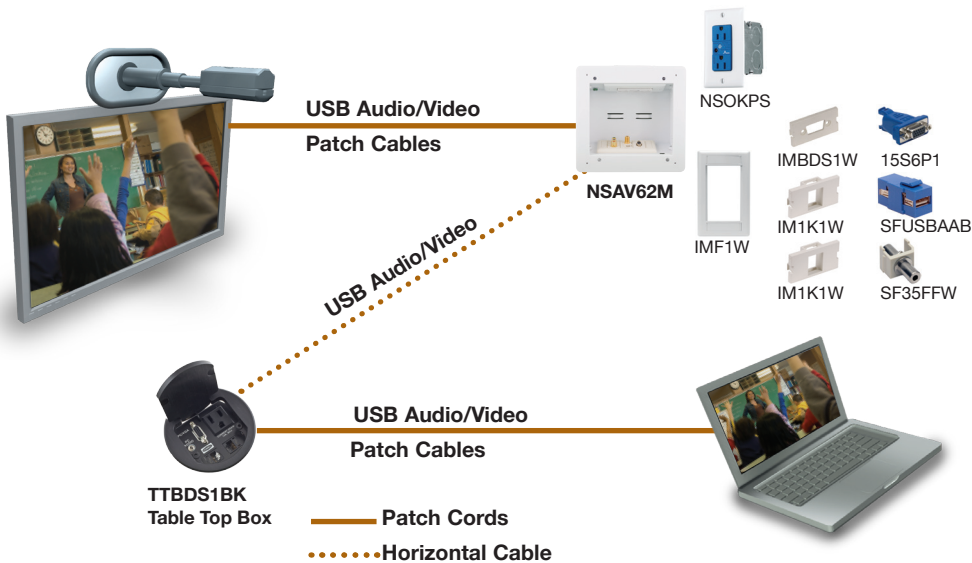 USB Audio/Video
Patch Cables
NSAV62M
NSOKPS
IMF1W
IMBDS1W
15S6P1
IM1K1W
SFUSBAAB
IM1K1W
SF35FFW
USB Audio/Video
USB Audio/Video
Patch Cables
TTBDS1BK
Table Top Box
Patch Cords
Horizontal Cable